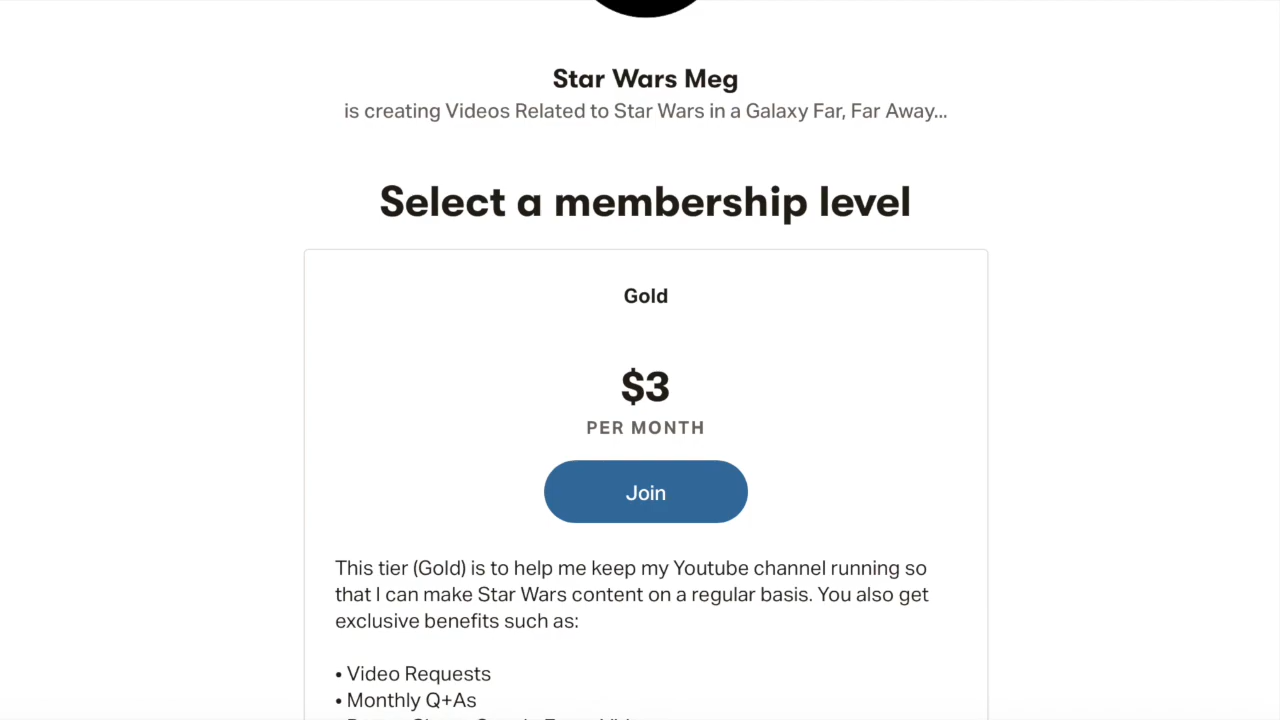 Star Wars Meg
is creating Videos Related to Star Wars in a Galaxy Far, Far Away...
Select a membership level
Gold
$3
PER MONTH
Join
This tier (Gold) is to help me keep my Youtube channel running so
that I can make Star Wars content on a regular basis. You also get
exclusive benefits such as:
• Video Requests
• Monthly Q+As